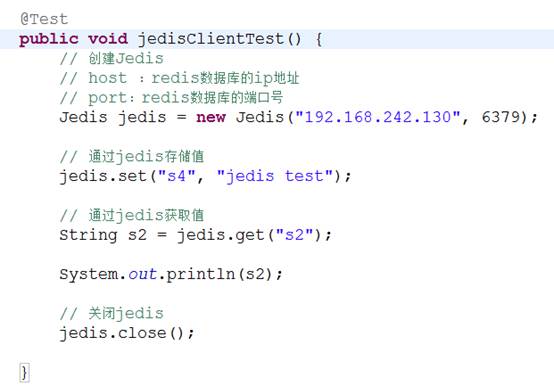 @Test
public void jedisClientTest() {
// 创建Jedis
// host ：redis数据库的ip地址
// port：redis数据库的端口号
Jedis jedis = new Jedis("192.168.242.130", 6379);
// 通过jedis存储值
jedis.set("s4", "jedis test");
// 通过jedis获取值
String s2 = jedis.get("s2");
System.out.println(s2);
// 关闭jedis
jedis.close();
}